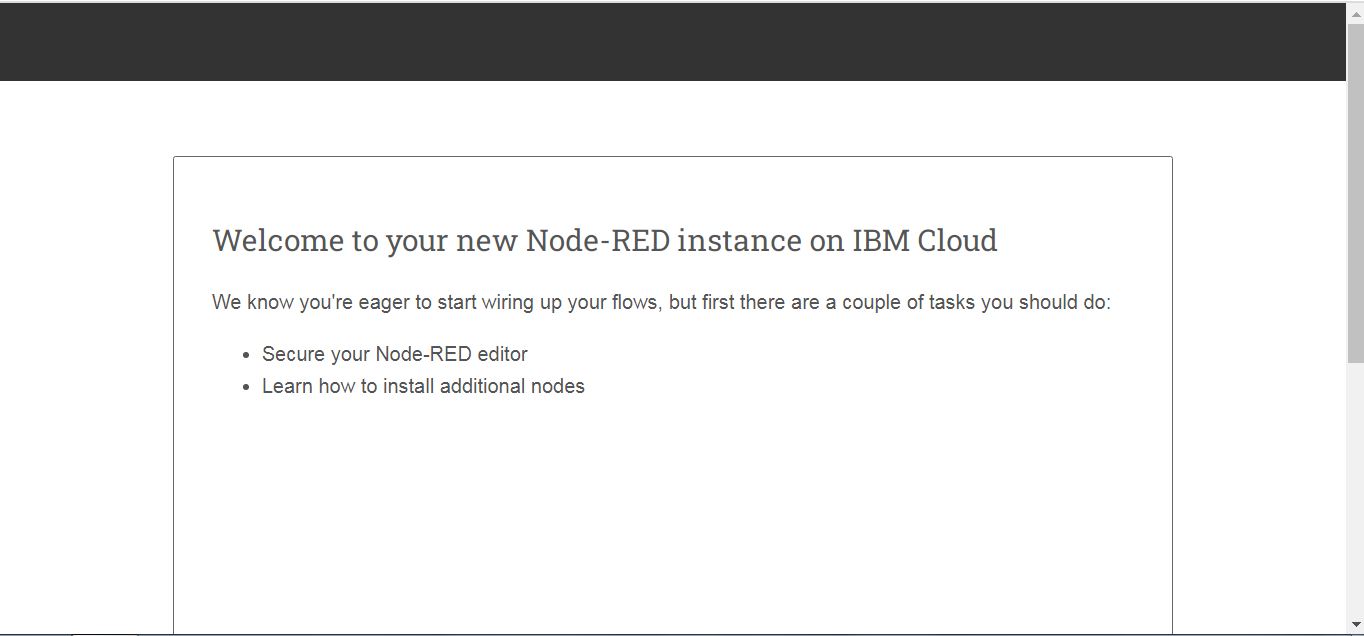 Welcome to your new Node-RED instance on IBM Cloud
We know you're eager to start wiring up your flows, but first there are a couple of tasks you should do:
• Secure your Node-RED editor
• Learn how to install additional nodes